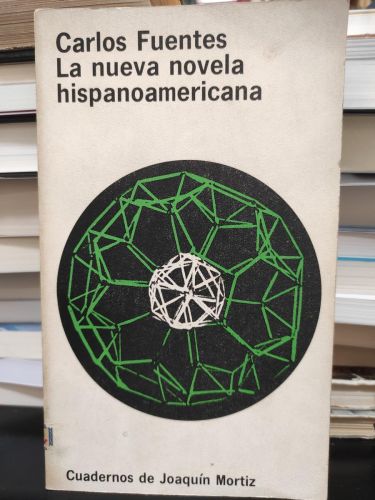 Carlos Fuentes
La nueva novela
hispanoamericana
Cuadernos de Joaquín Mortiz